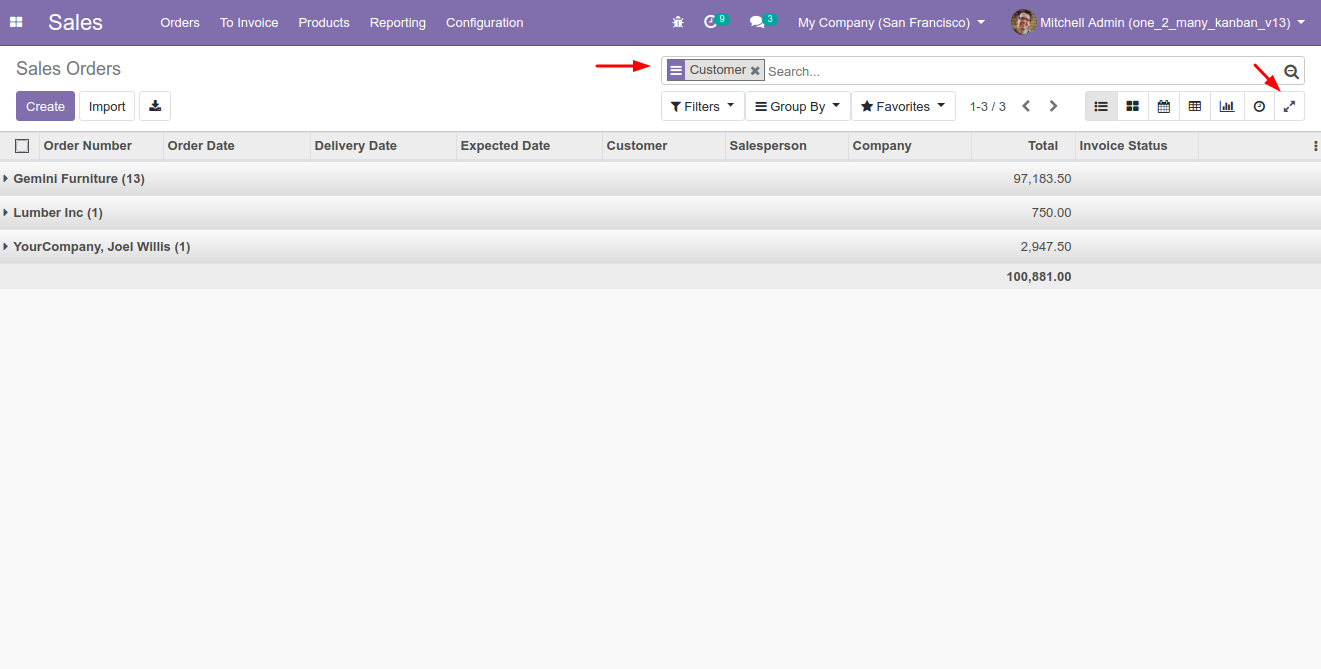 Sales Orders To Invoice Products Reporting Configuration 9 3 My Company (San Francisco) Mitchell Admin (one_2_many_kanban_v13)
Sales Orders Customer Search...
Create Import Filters Group By Favorites 1-3 / 3
Order Number Order Date Delivery Date Expected Date Customer Salesperson Company Total Invoice Status
Gemini Furniture (13) 97,183.50
Lumber Inc (1) 750.00
YourCompany, Joel Willis (1) 2,947.50
100,881.00